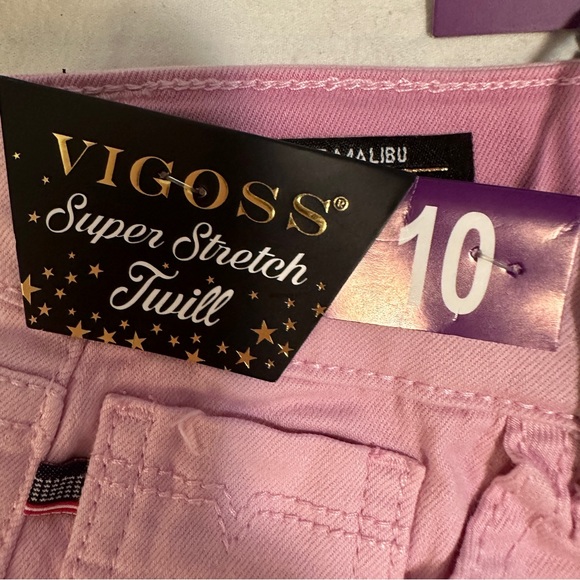 VIGOSS®
Super Stretch
Twill
MALIBU
10